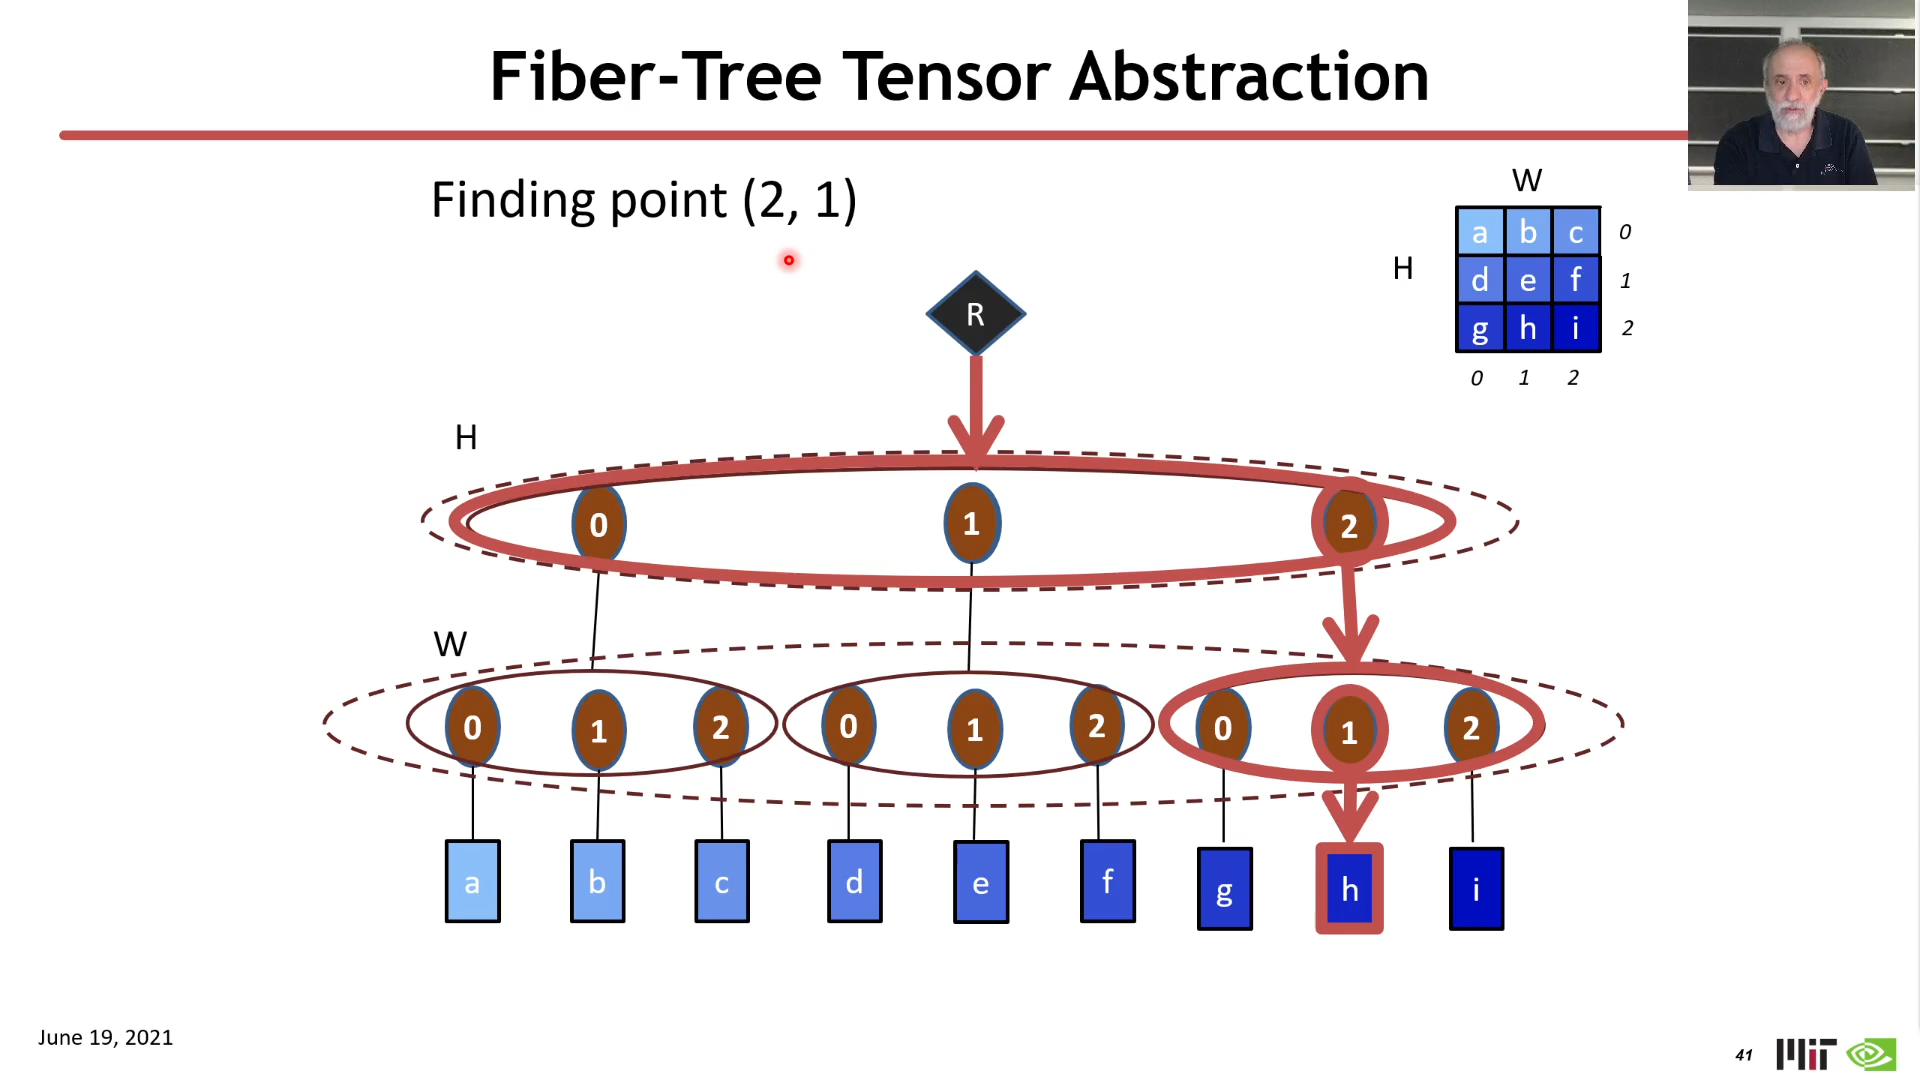 Fiber-Tree Tensor Abstraction
Finding point (2, 1)
W
a b c 0
H
d e f 1
g h i 2
0 1 2
R
H
0 1 2
W
0 1 2 0 1 2 0 1 2
a b c d e f g h i
June 19, 2021
41
MIT